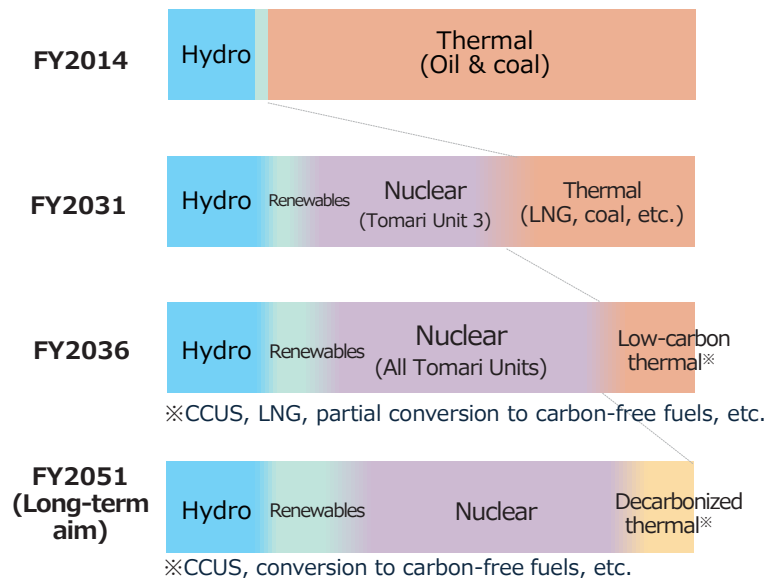 FY2014
Hydro
Thermal
(Oil & coal)
FY2031
Hydro
Renewables
Nuclear
(Tomari Unit 3)
Thermal
(LNG, coal, etc.)
FY2036
Hydro
Renewables
Nuclear
(All Tomari Units)
Low-carbon
thermal※
※CCUS, LNG, partial conversion to carbon-free fuels, etc.
FY2051
(Long-term
aim)
Hydro
Renewables
Nuclear
Decarbonized
thermal※
※CCUS, conversion to carbon-free fuels, etc.